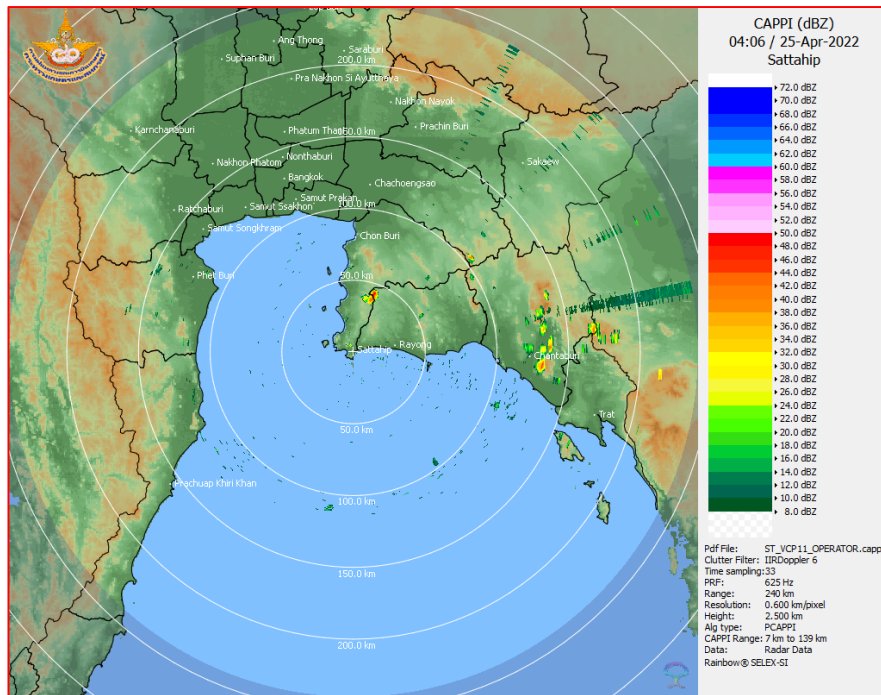 CAPPI (dBZ)
04:06 / 25-Apr-2022
Sattahip
72.0 dBZ
70.0 dBZ
68.0 dBZ
66.0 dBZ
64.0 dBZ
62.0 dBZ
60.0 dBZ
58.0 dBZ
56.0 dBZ
54.0 dBZ
52.0 dBZ
50.0 dBZ
48.0 dBZ
46.0 dBZ
44.0 dBZ
42.0 dBZ
40.0 dBZ
38.0 dBZ
36.0 dBZ
34.0 dBZ
32.0 dBZ
30.0 dBZ
28.0 dBZ
26.0 dBZ
24.0 dBZ
22.0 dBZ
20.0 dBZ
18.0 dBZ
16.0 dBZ
14.0 dBZ
12.0 dBZ
10.0 dBZ
8.0 dBZ
Pdf File: ST_VCP11_OPERATOR.capp
Clutter Filter: IIRDoppler 6
Time sampling:33
PRF: 625 Hz
Range: 240 km
Resolution: 0.600 km/pixel
Height: 2.500 km
Alg type: PCAPPI
CAPPI Range: 7 km to 139 km
Data: Radar Data
Rainbow® SELEX-SI
Ang Thong
Saraburi
Suphan Buri
200.0 km
Pra Nakhon Si Ayutthaya
Nakhon Nayok
Karnchanaburi
Phatum Thani
150.0 km
Prachin Buri
Nonthaburi
Nakhon Phatom
Sakaew
Bangkok
Chachoengsao
Samut Prakan
Ratchaburi
Samut Ssakhon
100.0 km
Samut Songkhram
Chon Buri
Phet Buri
50.0 km
Sattahip
Rayong
Chantaburi
Trat
50.0 km
Prachuap Khiri Khan
100.0 km
150.0 km
200.0 km